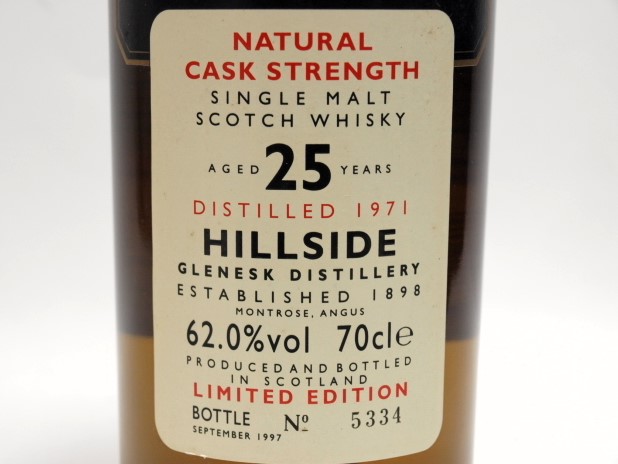 NATURAL
CASK STRENGTH
SINGLE MALT
SCOTCH WHISKY
AGED 25 YEARS
DISTILLED 1971
HILLSIDE
GLENESK DISTILLERY
ESTABLISHED 1898
MONTROSE, ANGUS
62.0%vol 70cl℮
PRODUCED AND BOTTLED
IN SCOTLAND
LIMITED EDITION
BOTTLE Nº 5334
SEPTEMBER 1997